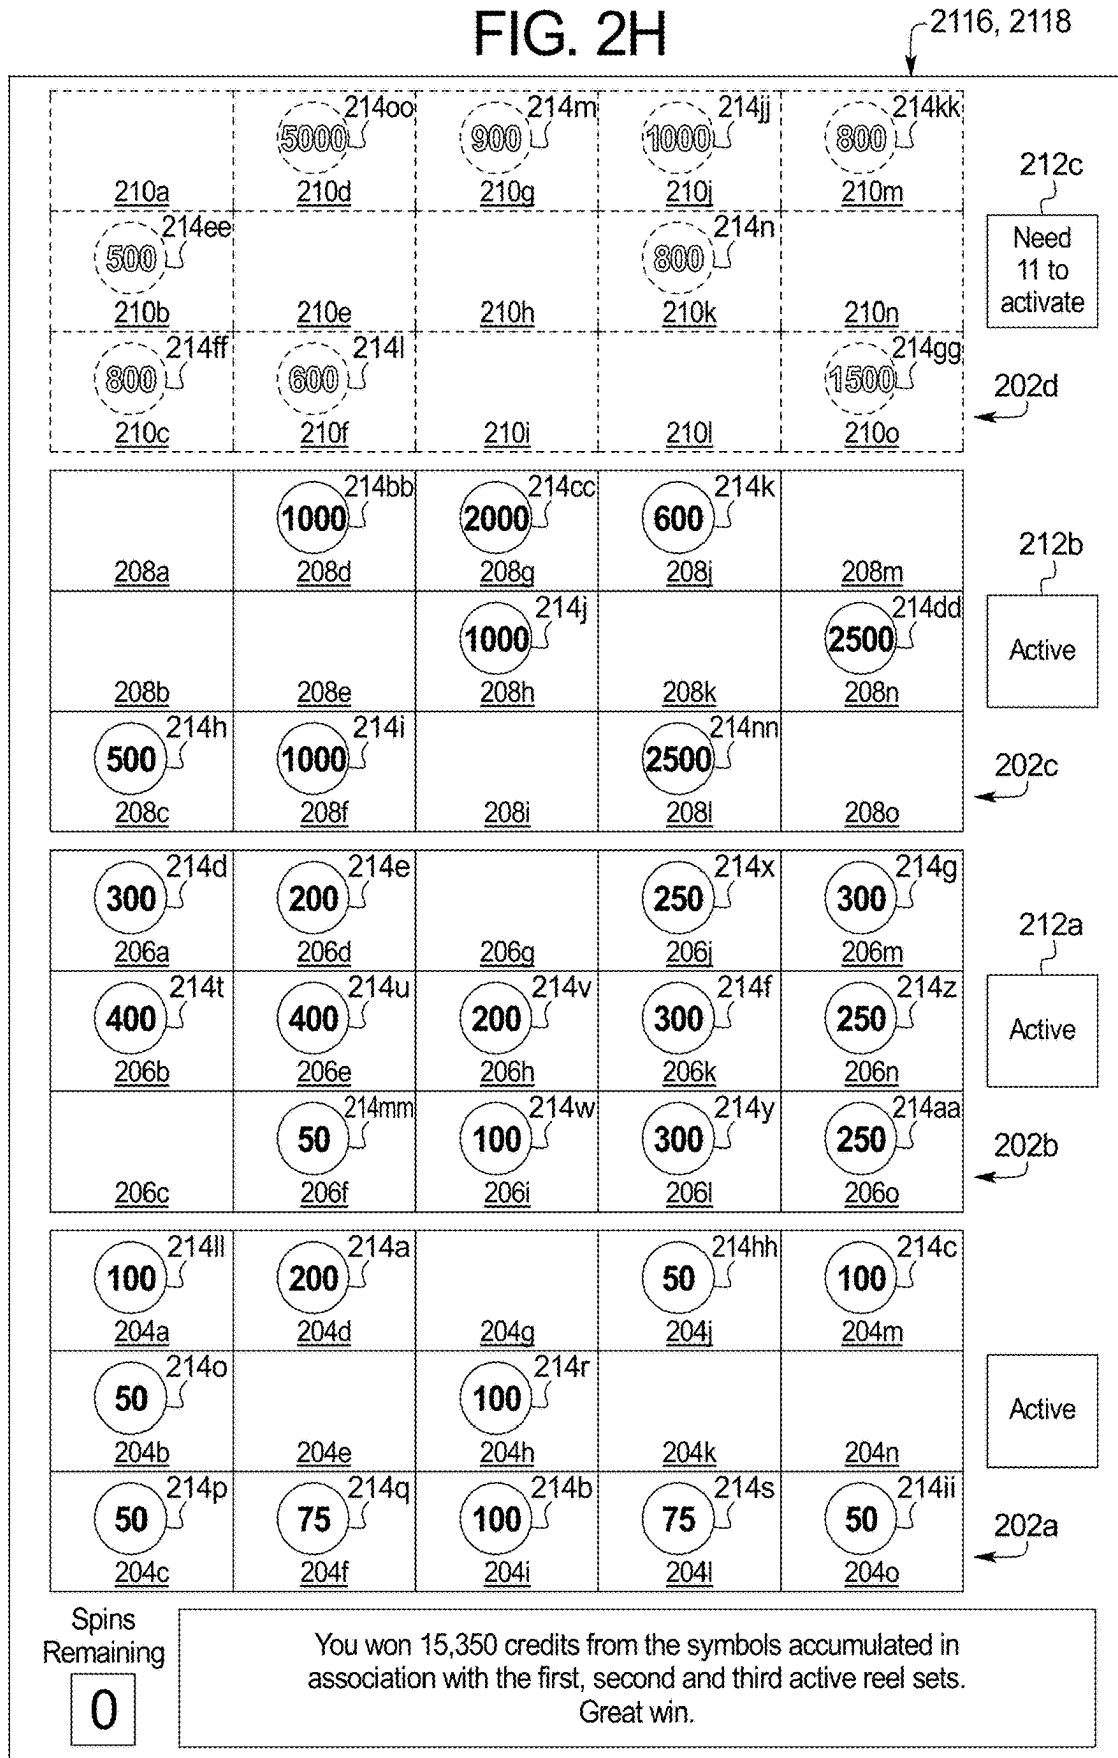 FIG. 2H
2116, 2118
214oo 214m 214jj 214kk
5000 900 1000 800
210a 210d 210g 210j 210m
212c
214ee 214n
500 800
210b 210e 210h 210k 210n
Need
11 to
activate
214ff 214l 214gg
800 600 1500
210c 210f 210i 210l 210o
202d
214bb 214cc 214k
1000 2000 600
208a 208d 208g 208j 208m
212b
214j 214dd
1000 2500
208b 208e 208h 208k 208n
Active
214h 214i 214nn
500 1000 2500
208c 208f 208i 208l 208o
202c
214d 214e 214x 214g
300 200 250 300
206a 206d 206g 206j 206m
212a
214t 214u 214v 214f 214z
400 400 200 300 250
206b 206e 206h 206k 206n
Active
214mm 214w 214y 214aa
50 100 300 250
206c 206f 206i 206l 206o
202b
214ll 214a 214hh 214c
100 200 50 100
204a 204d 204g 204j 204m
214o 214r
50 100
204b 204e 204h 204k 204n
Active
214p 214q 214b 214s 214ii
50 75 100 75 50
204c 204f 204i 204l 204o
202a
Spins
Remaining
0
You won 15,350 credits from the symbols accumulated in
association with the first, second and third active reel sets.
Great win.